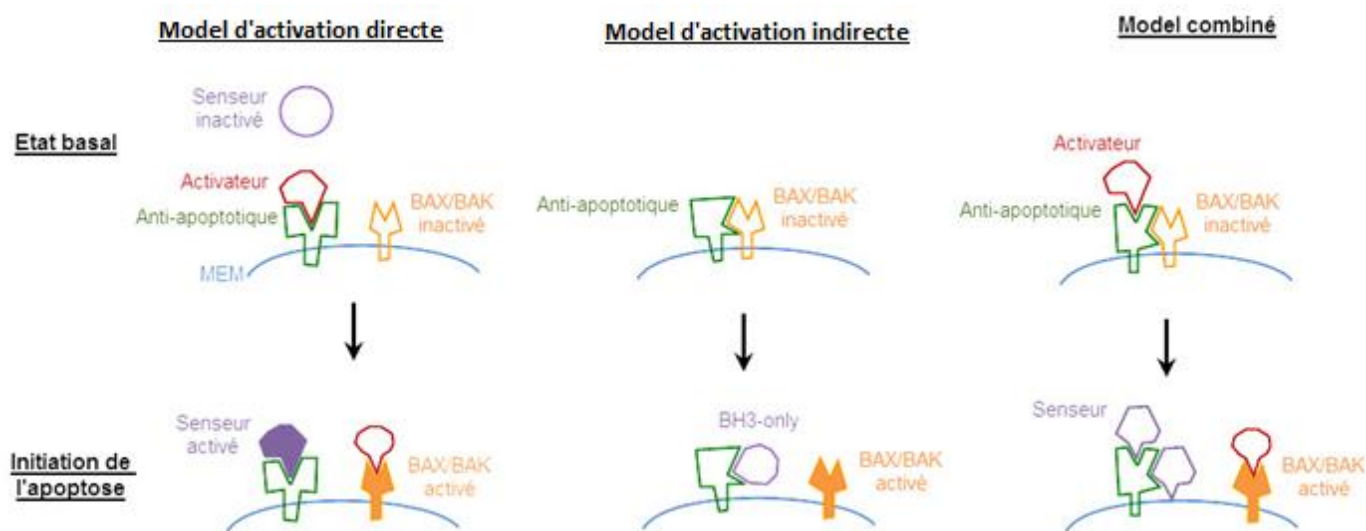 Model d'activation directe
Model d'activation indirecte
Model combiné
Etat basal
Senseur
inactivé
Activateur
Anti-apoptotique
BAX/BAK
inactivé
MEM
Anti-apoptotique
BAX/BAK
inactivé
Activateur
Anti-apoptotique
BAX/BAK
inactivé
Initiation de
l'apoptose
Senseur
activé
BAX/BAK
activé
BH3-only
BAX/BAK
activé
Senseur
BAX/BAK
activé